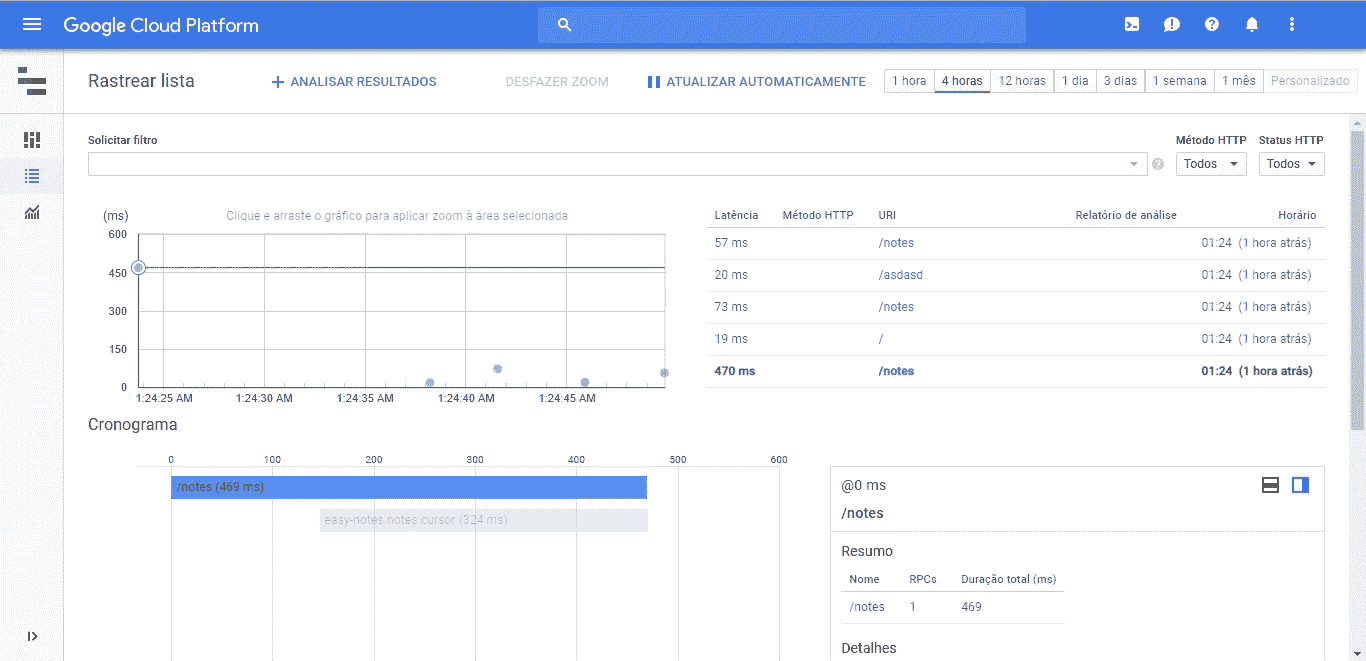 Google Cloud Platform
Rastrear lista
ANALISAR RESULTADOS
DESFAZER ZOOM
ATUALIZAR AUTOMATICAMENTE
1 hora 4 horas 12 horas 1 dia 3 dias 1 semana 1 mês Personalizado
Solicitar filtro
Método HTTP Status HTTP
Todos Todos
(ms) Clique e arraste o gráfico para aplicar zoom à área selecionada
600
450
300
150
0
1:24:25 AM 1:24:30 AM 1:24:35 AM 1:24:40 AM 1:24:45 AM
Latência Método HTTP URI Relatório de análise Horário
57 ms /notes 01:24 (1 hora atrás)
20 ms /asdasd 01:24 (1 hora atrás)
73 ms /notes 01:24 (1 hora atrás)
19 ms / 01:24 (1 hora atrás)
470 ms /notes 01:24 (1 hora atrás)
Cronograma
0 100 200 300 400 500 600
/notes (469 ms)
easy-notes.notes.cursor (324 ms)
@0 ms
/notes
Resumo
Nome RPCs Duração total (ms)
/notes 1 469
Detalhes